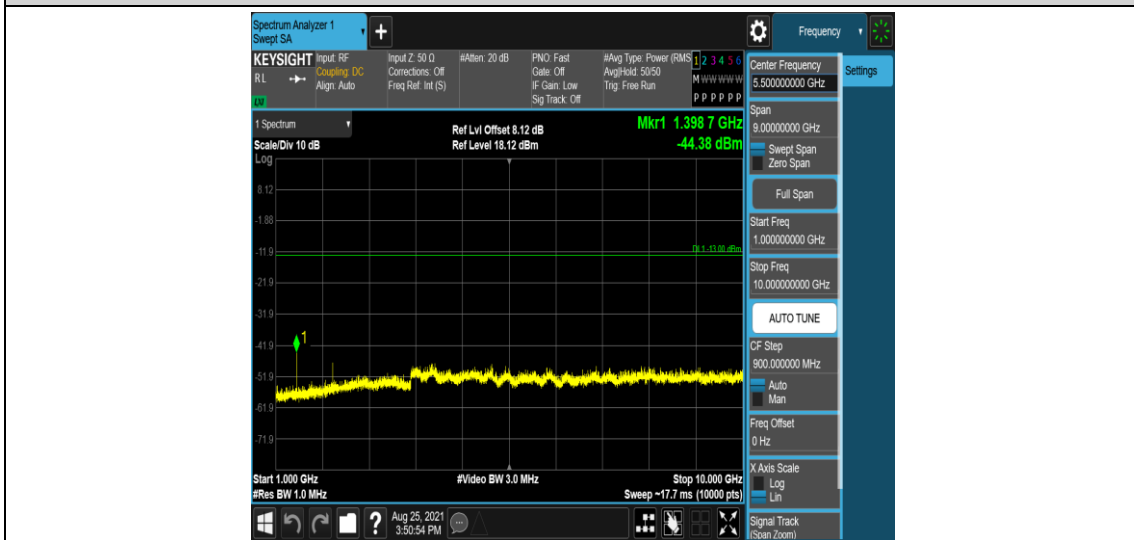 Spectrum Analyzer 1
Swept SA
+
Frequency
KEYSIGHT
RL
LXI
Input: RF
Coupling: DC
Align: Auto
Input Z: 50 Ω
Corrections: Off
Freq Ref: Int (S)
#Atten: 20 dB
PNO: Fast
Gate: Off
IF Gain: Low
Sig Track: Off
#Avg Type: Power (RMS
Avg|Hold: 50/50
Trig: Free Run
1 2 3 4 5 6
M W W W W W
P P P P P P
1 Spectrum
Scale/Div 10 dB
Log
Ref Lvl Offset 8.12 dB
Ref Level 18.12 dBm
Mkr1 1.398 7 GHz
-44.38 dBm
8.12
-1.88
-11.9
-21.9
-31.9
-41.9
-51.9
-61.9
-71.9
DL1 -13.00 dBm
1
Start 1.000 GHz
#Res BW 1.0 MHz
#Video BW 3.0 MHz
Stop 10.000 GHz
Sweep ~17.7 ms (10000 pts)
Center Frequency
5.500000000 GHz
Settings
Span
9.00000000 GHz
Swept Span
Zero Span
Full Span
Start Freq
1.000000000 GHz
Stop Freq
10.000000000 GHz
AUTO TUNE
CF Step
900.000000 MHz
Auto
Man
Freq Offset
0 Hz
X Axis Scale
Log
Lin
Signal Track
(Span Zoom)
?
Aug 25, 2021
3:50:54 PM